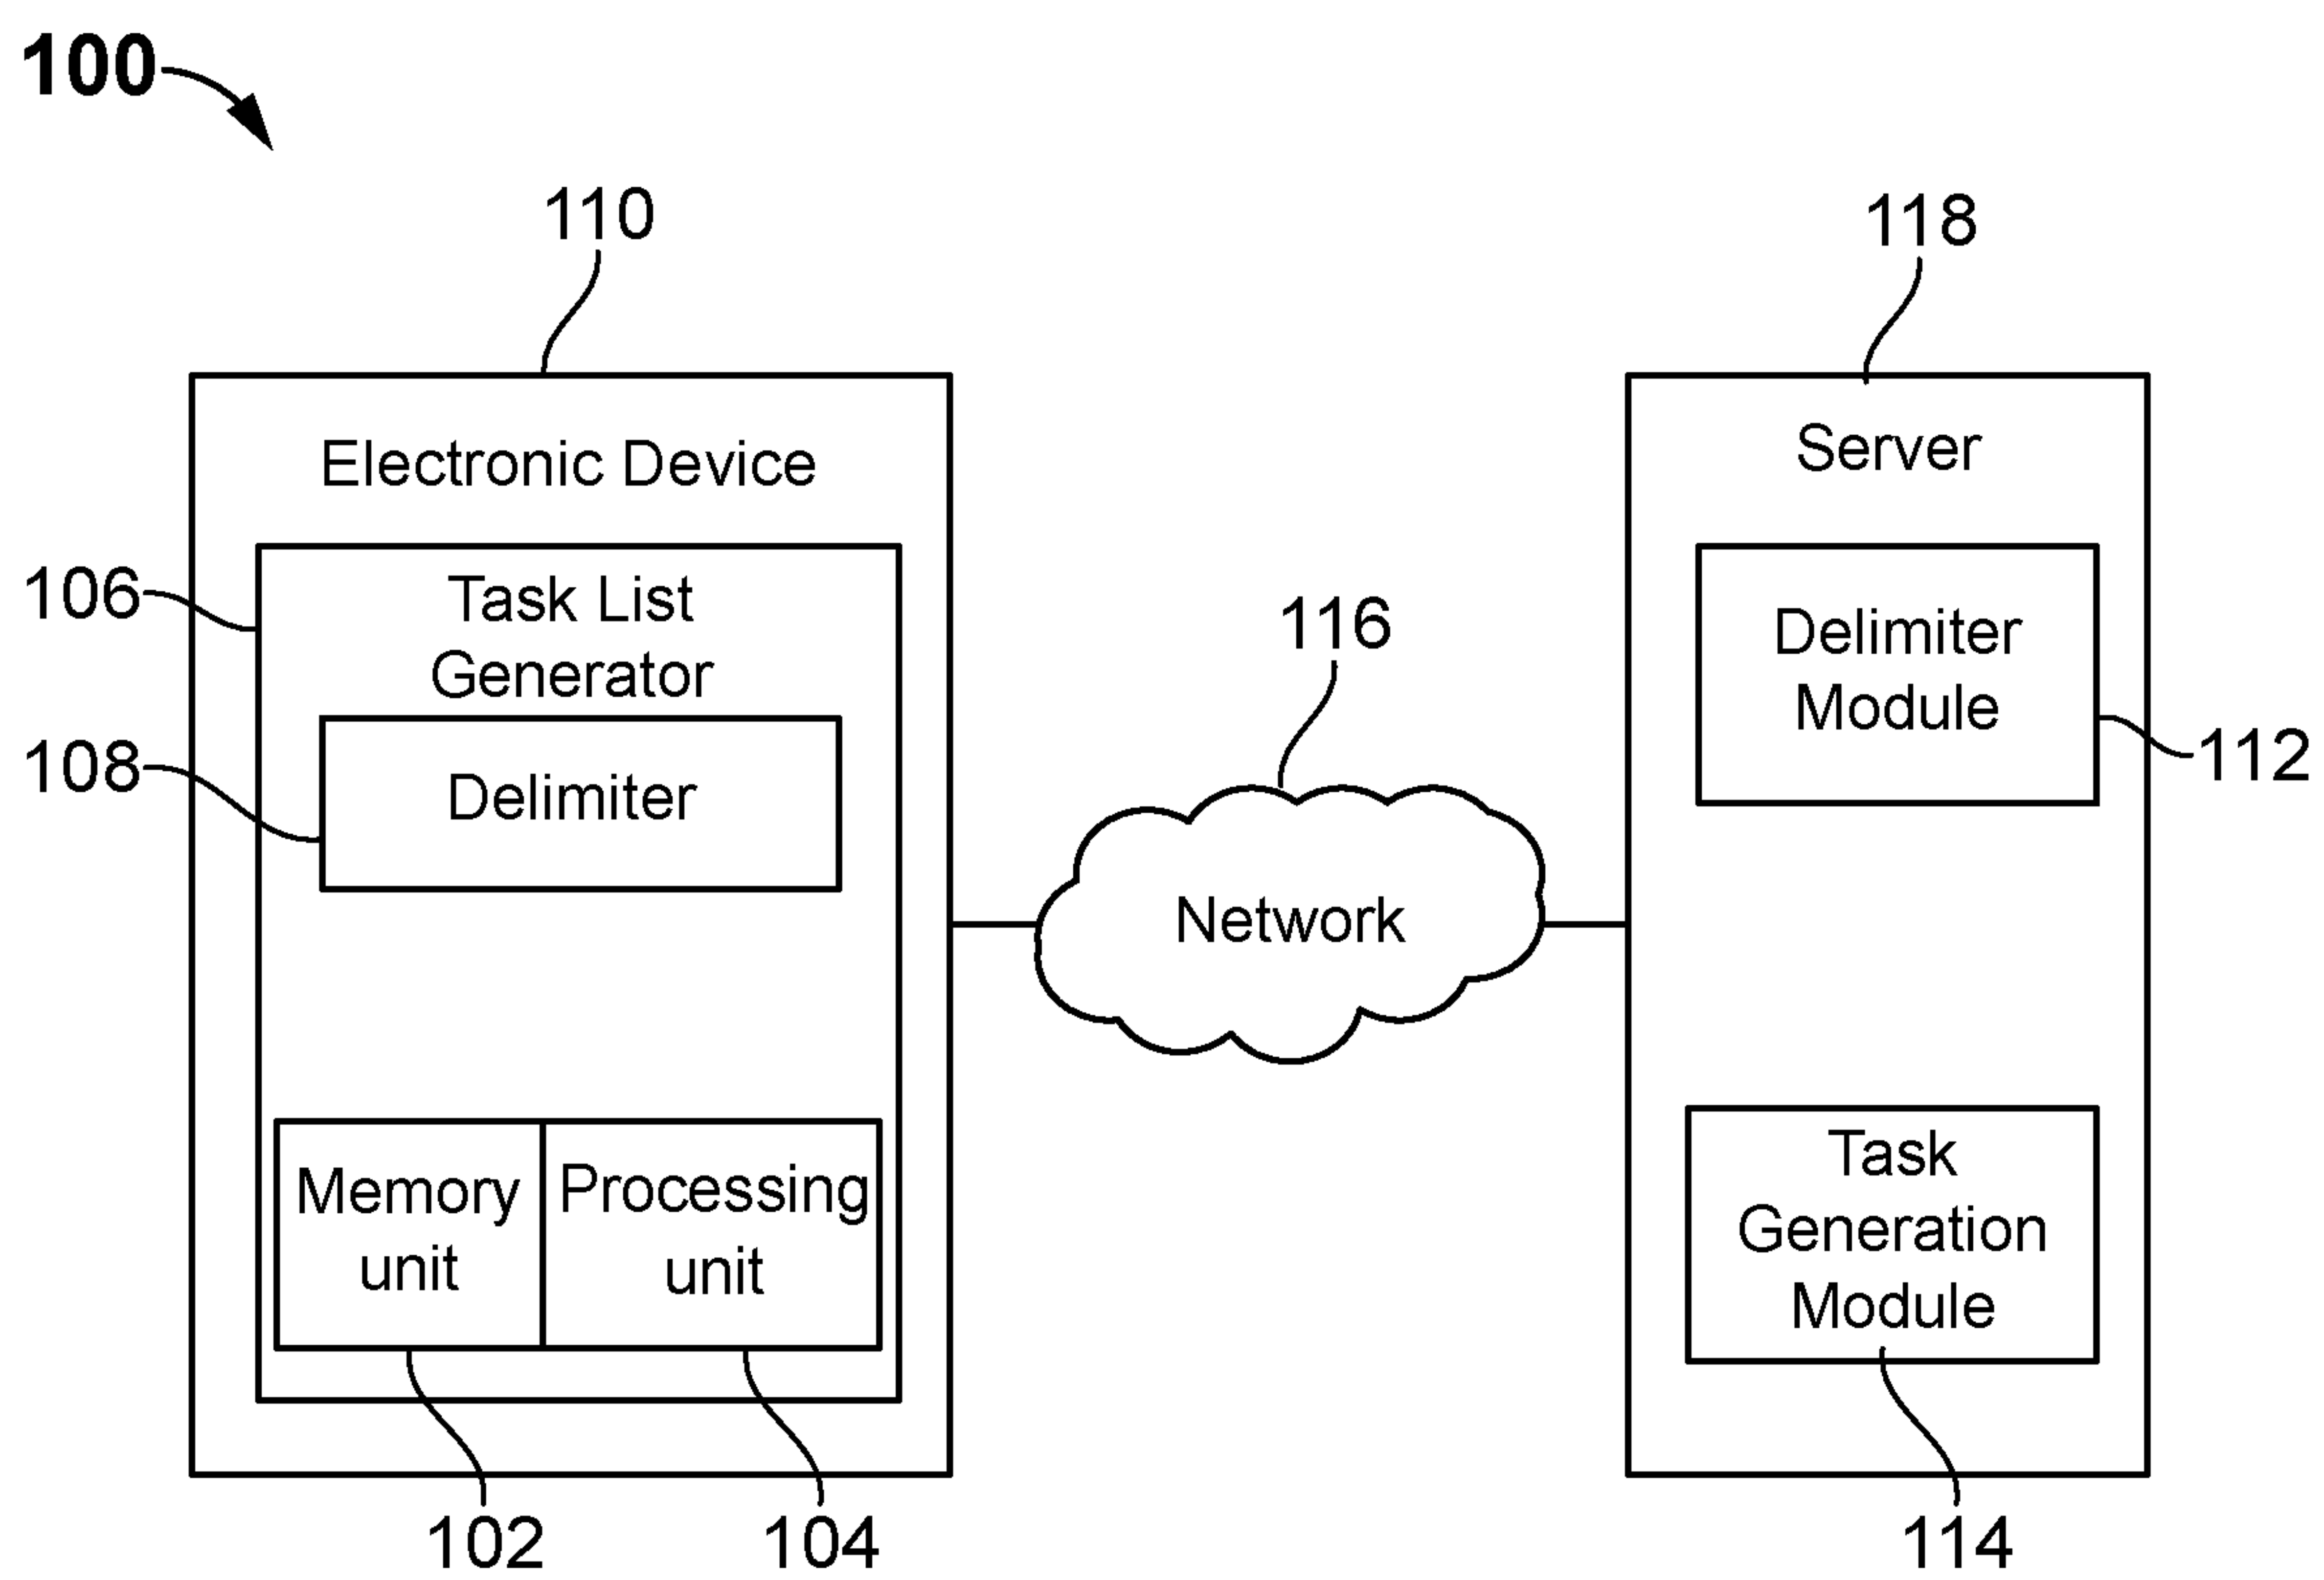 100
110
118
Electronic Device
Server
106
Task List
Generator
116
Delimiter
Module
108
Delimiter
112
Network
Memory
unit
Processing
unit
Task
Generation
Module
102
104
114